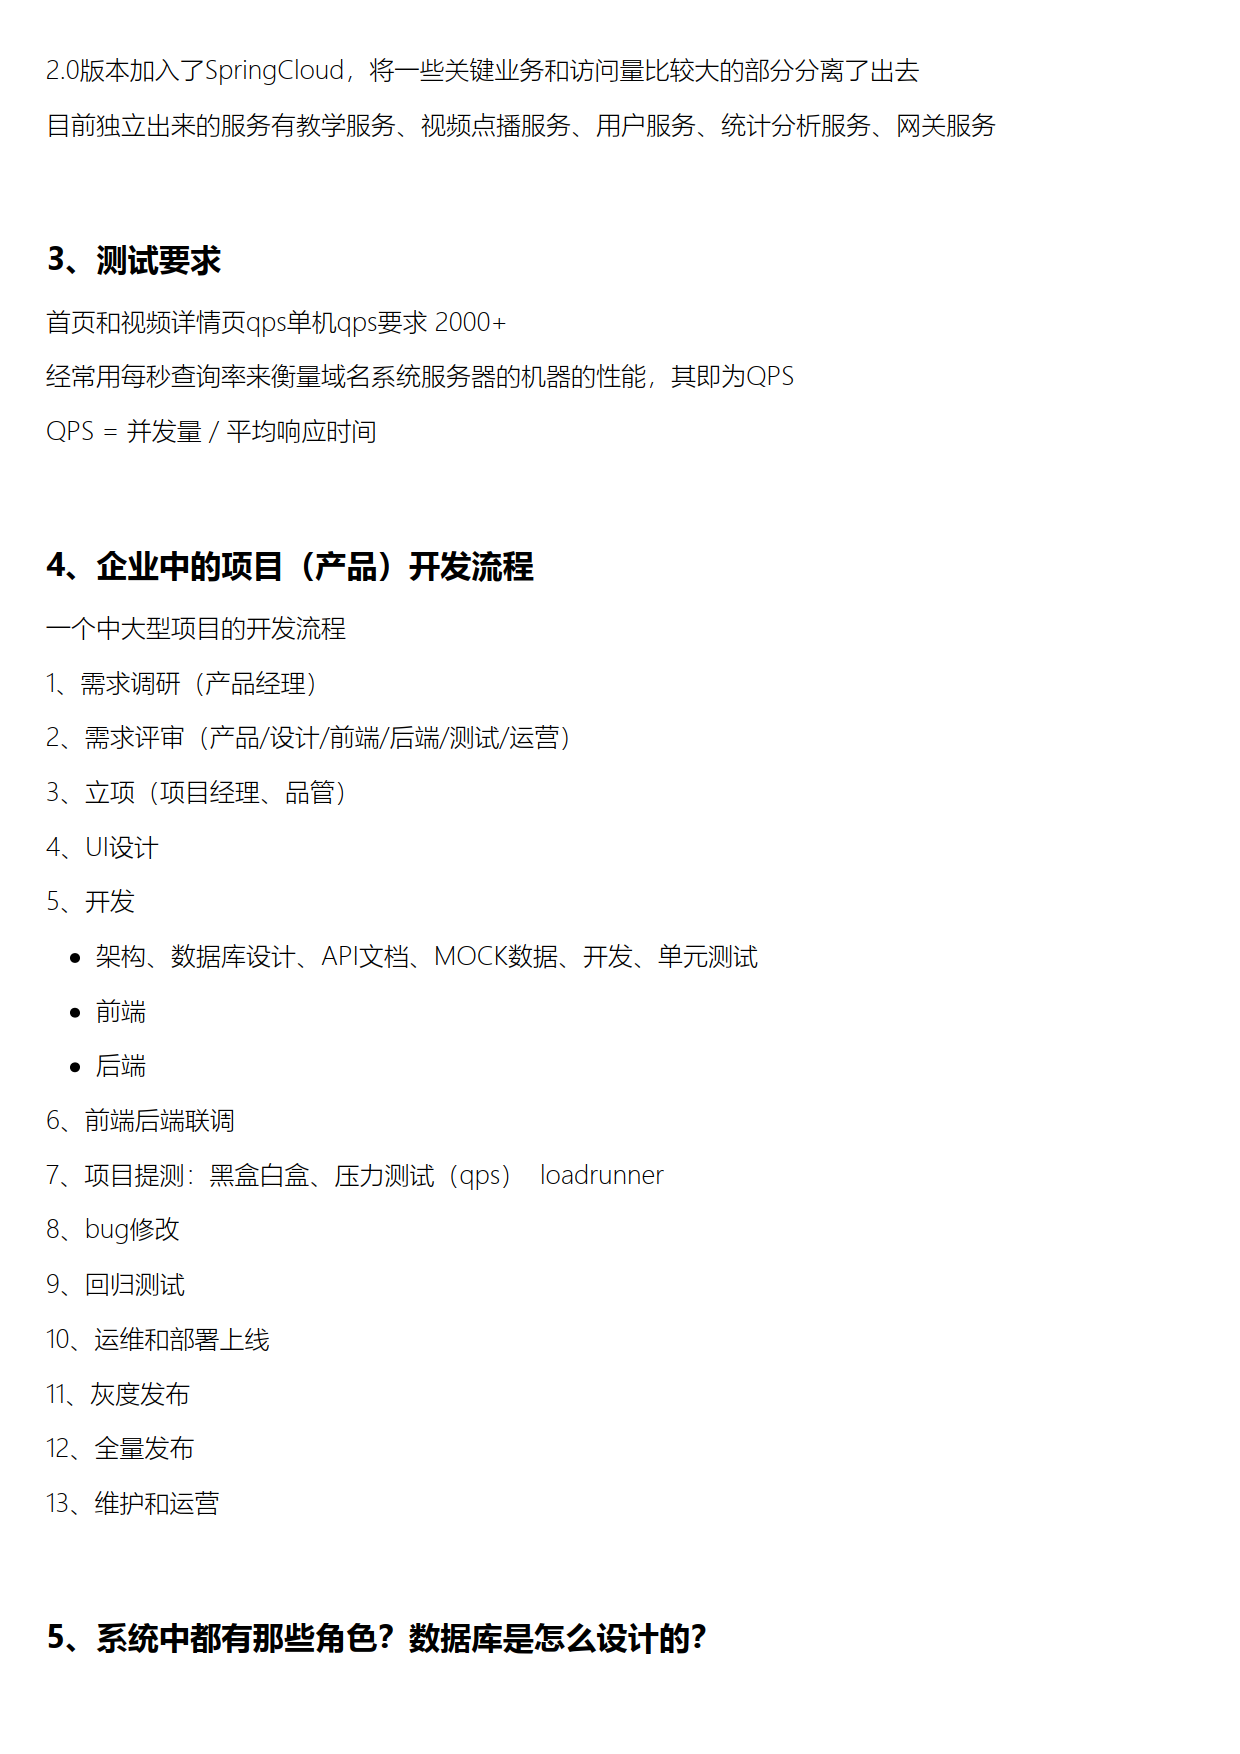 2.0版本加入了SpringCloud，将一些关键业务和访问量比较大的部分分离了出去
目前独立出来的服务有教学服务、视频点播服务、用户服务、统计分析服务、网关服务
3、测试要求
首页和视频详情页qps单机qps要求 2000+
经常用每秒查询率来衡量域名系统服务器的机器的性能，其即为QPS
QPS = 并发量 / 平均响应时间
4、企业中的项目（产品）开发流程
一个中大型项目的开发流程
1、需求调研（产品经理）
2、需求评审（产品/设计/前端/后端/测试/运营）
3、立项（项目经理、品管）
4、UI设计
5、开发
• 架构、数据库设计、API文档、MOCK数据、开发、单元测试
• 前端
• 后端
6、前端后端联调
7、项目提测：黑盒白盒、压力测试（qps） loadrunner
8、bug修改
9、回归测试
10、运维和部署上线
11、灰度发布
12、全量发布
13、维护和运营
5、系统中都有那些角色？数据库是怎么设计的？